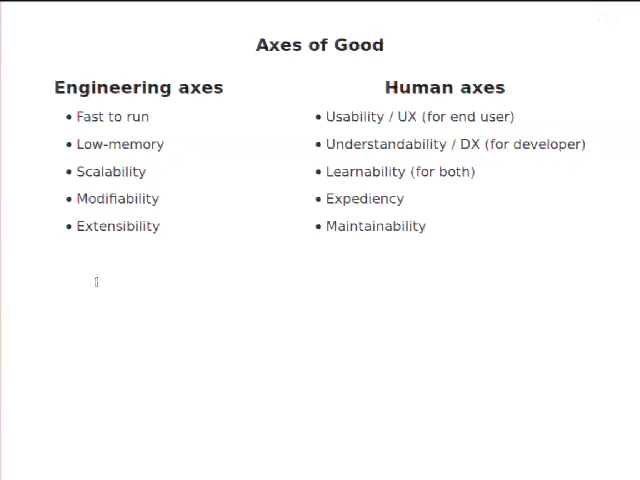 Axes of Good
Engineering axes
• Fast to run
• Low-memory
• Scalability
• Modifiability
• Extensibility
Human axes
• Usability / UX (for end user)
• Understandability / DX (for developer)
• Learnability (for both)
• Expediency
• Maintainability